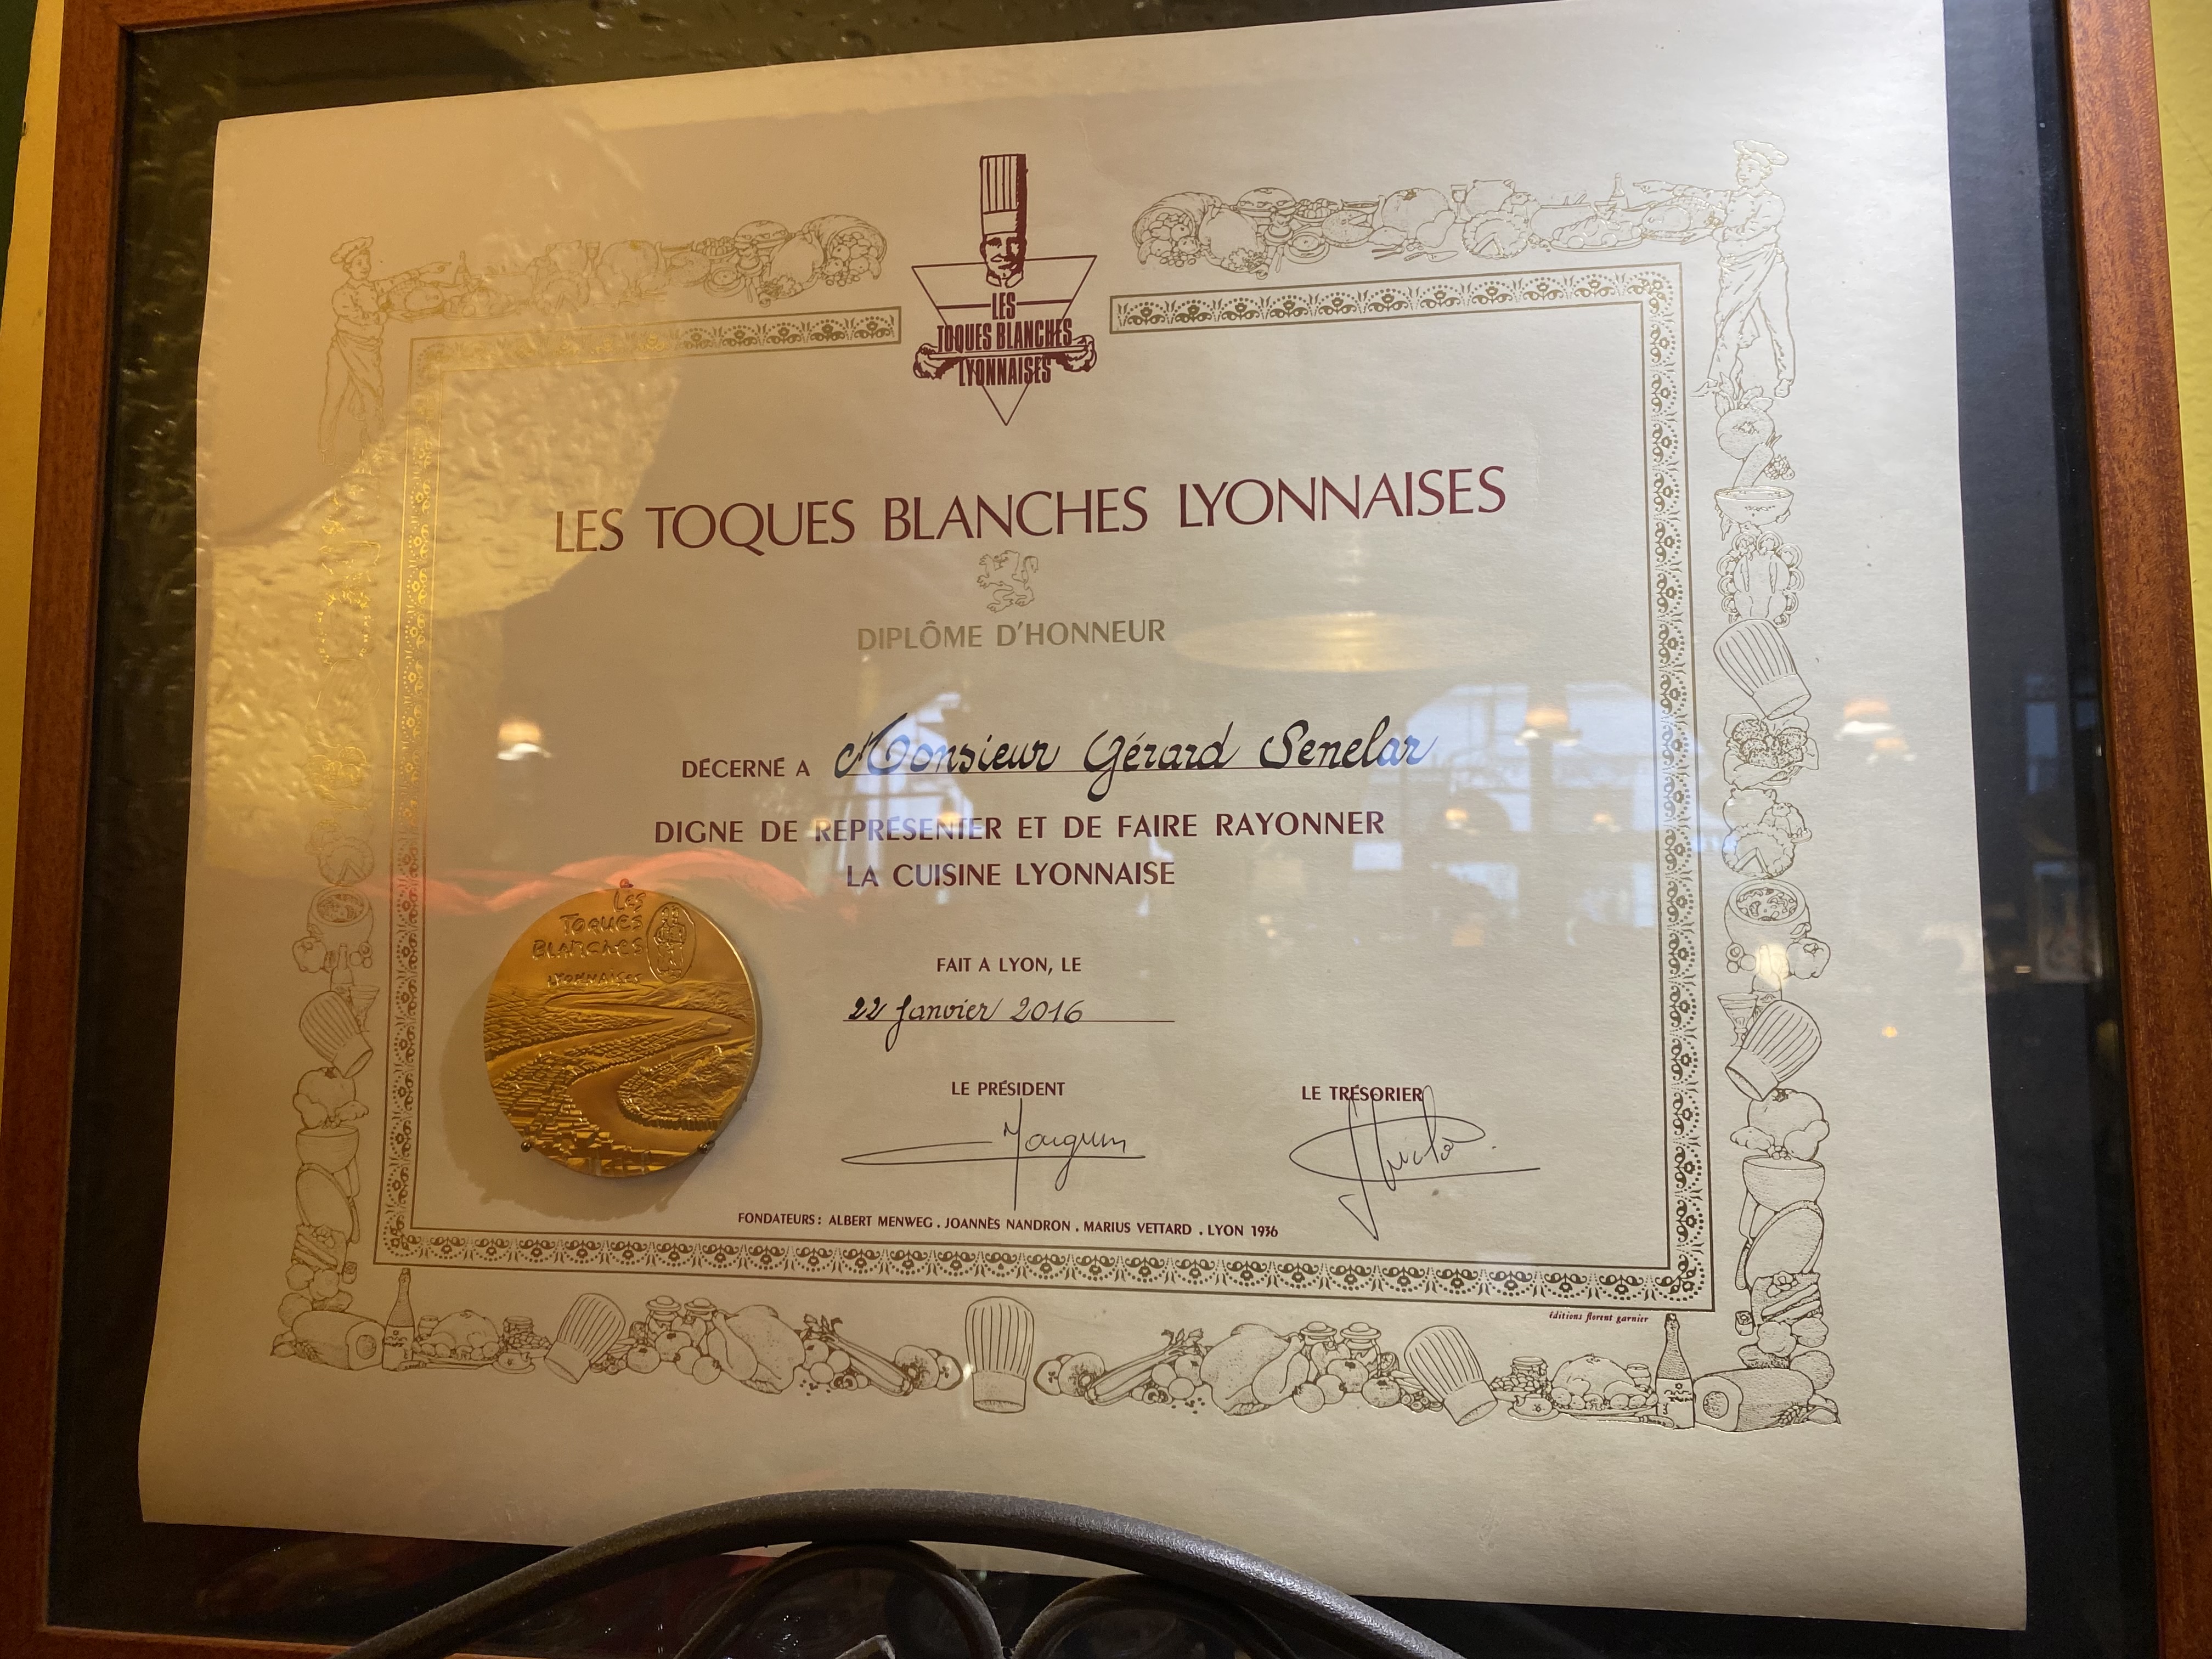 LES
TOQUES BLANCHES
LYONNAISES
LES TOQUES BLANCHES LYONNAISES
DIPLÔME D'HONNEUR
DÉCERNÉ A Monsieur Gérard Senelar
DIGNE DE REPRÉSENTER ET DE FAIRE RAYONNER
LA CUISINE LYONNAISE
Les
TOQUES
BLANCHES
LYONNAISES
FAIT A LYON, LE
22 Janvier 2016
LE PRÉSIDENT
LE TRÉSORIER
FONDATEURS : ALBERT MENWEG . JOANNÈS NANDRON . MARIUS VETTARD . LYON 1936
éditions florent garnier